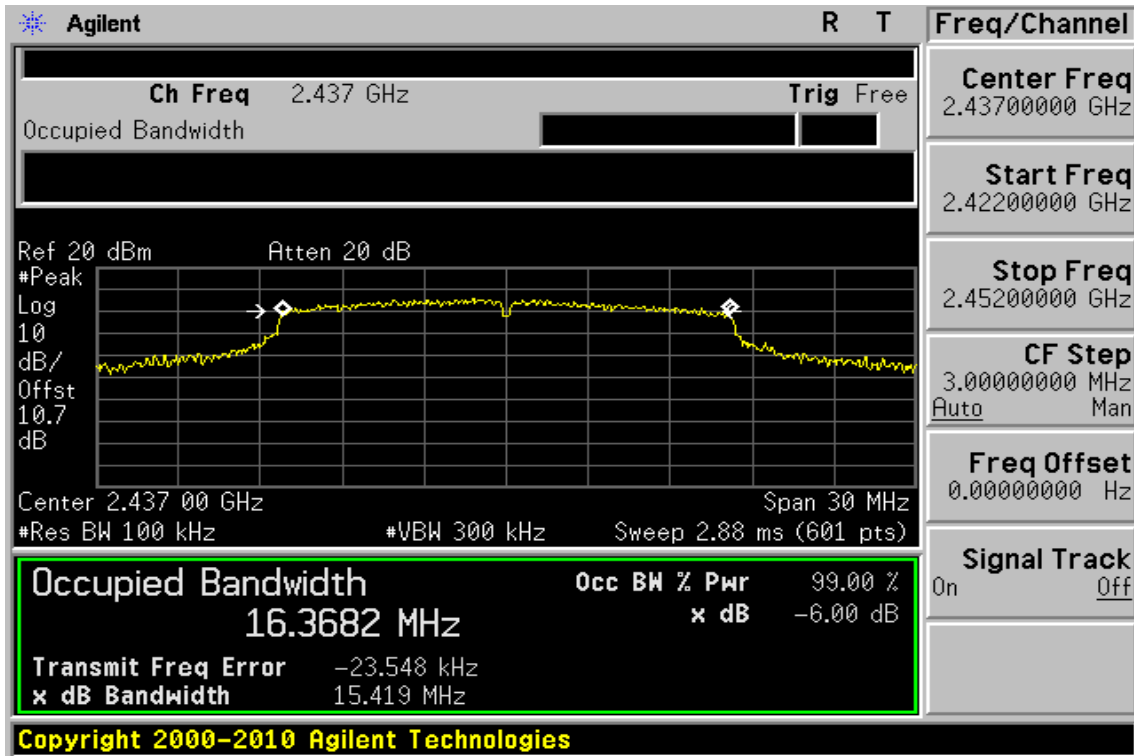 Agilent R T
Ch Freq 2.437 GHz Trig Free
Occupied Bandwidth
Ref 20 dBm Atten 20 dB
#Peak
Log
10
dB/
Offst
10.7
dB
Center 2.437 00 GHz Span 30 MHz
#Res BW 100 kHz #VBW 300 kHz Sweep 2.88 ms (601 pts)
Occupied Bandwidth Occ BW % Pwr 99.00 %
16.3682 MHz x dB -6.00 dB
Transmit Freq Error -23.548 kHz
x dB Bandwidth 15.419 MHz
Copyright 2000-2010 Agilent Technologies
Freq/Channel
Center Freq
2.43700000 GHz
Start Freq
2.42200000 GHz
Stop Freq
2.45200000 GHz
CF Step
3.00000000 MHz
Auto Man
Freq Offset
0.00000000 Hz
Signal Track
On Off